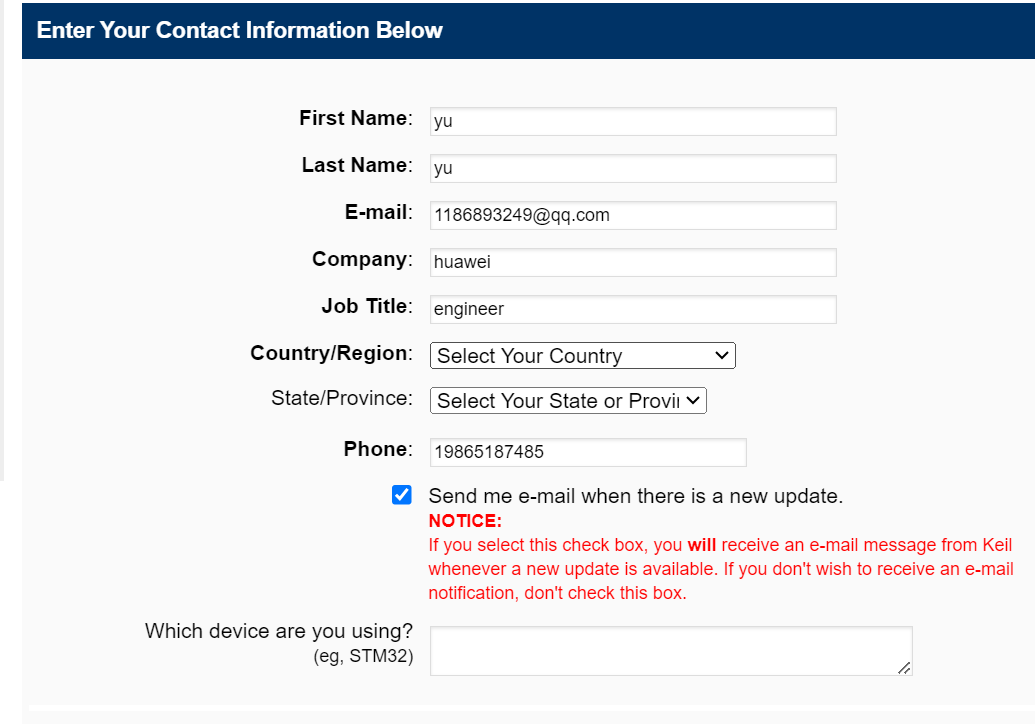 Enter Your Contact Information Below
First Name: yu
Last Name: yu
E-mail: 1186893249@qq.com
Company: huawei
Job Title: engineer
Country/Region: Select Your Country
State/Province: Select Your State or Provi
Phone: 19865187485
Send me e-mail when there is a new update.
NOTICE:
If you select this check box, you will receive an e-mail message from Keil
whenever a new update is available. If you don't wish to receive an e-mail
notification, don't check this box.
Which device are you using?
(eg, STM32)